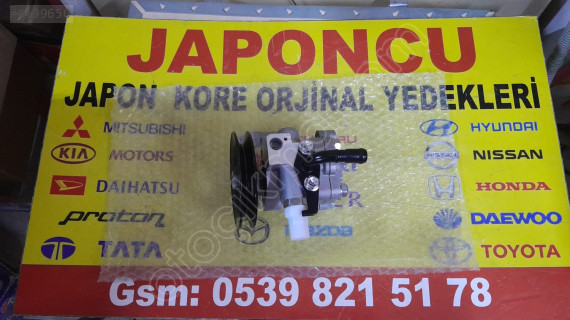 JAPONCU
JAPON KORE ORJİNAL YEDEKLERİ
MITSUBISHI
HYUNDAI
KIA MOTORS
NISSAN
DAIHATSU
HONDA
proton
DAEWOO
TATA
MAZDA
TOYOTA
Gsm: 0539 821 51 78